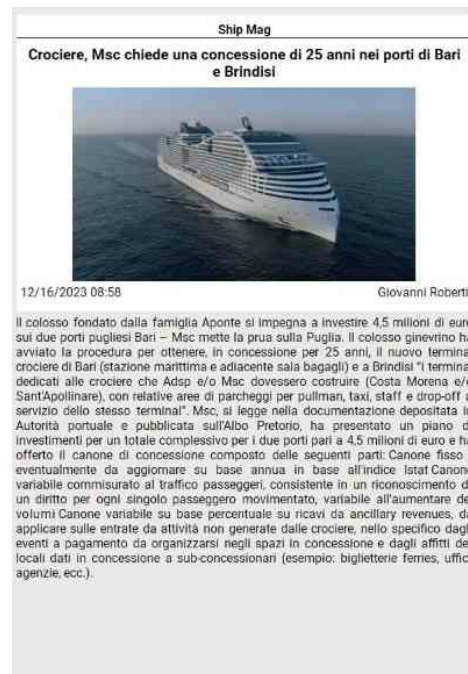 Ship Mag
Crociere, Msc chiede una concessione di 25 anni nei porti di Bari
e Brindisi
12/16/2023 08:58
Giovanni Roberti
Il colosso fondato dalla famiglia Aponte si impegna a investire 4,5 milioni di euro
sui due porti pugliesi Bari – Msc mette la prua sulla Puglia. Il colosso ginevrino ha
avviato la procedura per ottenere, in concessione per 25 anni, il nuovo terminal
crociere di Bari (stazione marittima e adiacente sala bagagli) e a Brindisi "i terminal
dedicati alle crociere che Adsp e/o Msc dovessero costruire (Costa Morena e/o
Sant'Apollinare), con relative aree di parcheggi per pullman, taxi, staff e drop-off a
servizio dello stesso terminal". Msc, si legge nella documentazione depositata in
Autorità portuale e pubblicata sull'Albo Pretorio, ha presentato un piano di
investimenti per un totale complessivo per i due porti pari a 4,5 milioni di euro e ha
offerto il canone di concessione composto delle seguenti parti: Canone fisso
eventualmente da aggiornare su base annua in base all'indice Istat Canone
variabile commisurato al traffico passeggeri, consistente in un riconoscimento di
un diritto per ogni singolo passeggero movimentato, variabile all'aumentare dei
volumi Canone variabile su base percentuale su ricavi da ancillary revenues, da
applicare sulle entrate da attività non generate dalle crociere, nello specifico dagli
eventi a pagamento da organizzarsi negli spazi in concessione e dagli affitti dei
locali dati in concessione a sub-concessionari (esempio: biglietterie ferries, uffici,
agenzie, ecc.).